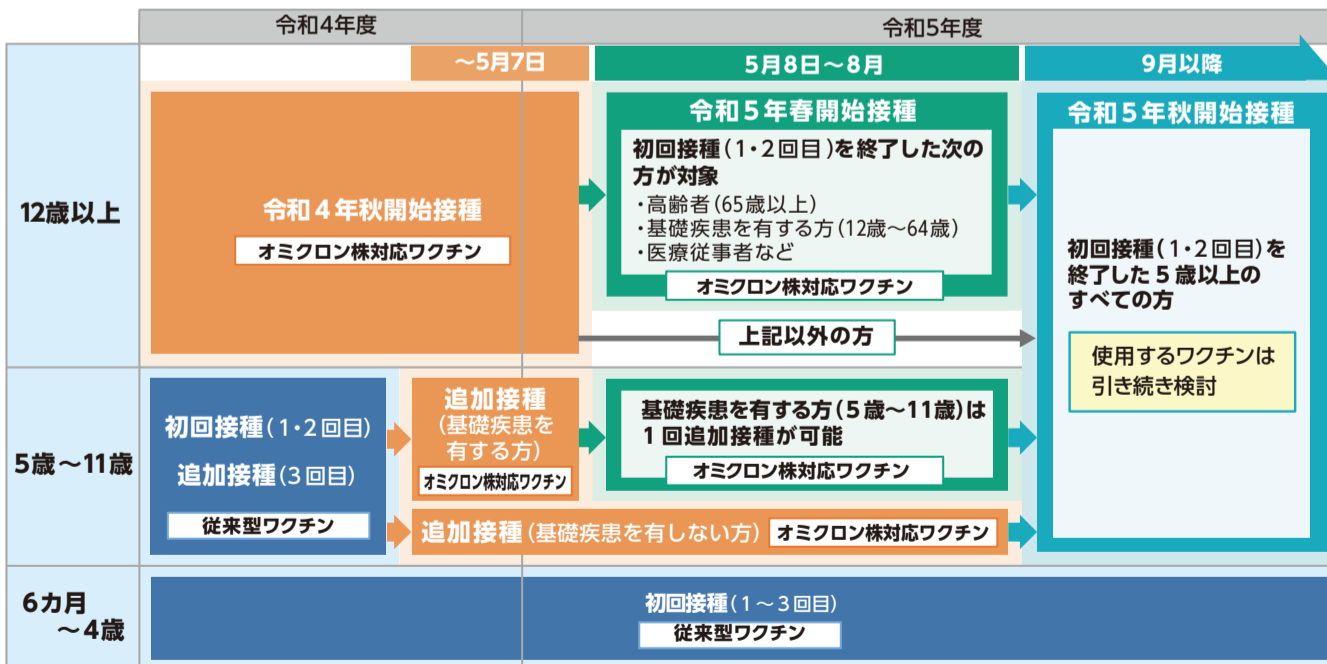 令和4年度
令和5年度
～5月7日
5月8日～8月
9月以降
12歳以上
令和４年秋開始接種
オミクロン株対応ワクチン
令和５年春開始接種
初回接種（1・2回目）を終了した次の
方が対象
・高齢者（65歳以上）
・基礎疾患を有する方（12歳～64歳）
・医療従事者など
オミクロン株対応ワクチン
上記以外の方
令和５年秋開始接種
初回接種（1・2回目）を
終了した５歳以上の
すべての方
使用するワクチンは
引き続き検討
5歳～11歳
初回接種（1・2回目）
追加接種（3回目）
従来型ワクチン
追加接種
（基礎疾患を
有する方）
オミクロン株対応ワクチン
基礎疾患を有する方（5歳～11歳）は
１回追加接種が可能
オミクロン株対応ワクチン
追加接種（基礎疾患を有しない方） オミクロン株対応ワクチン
6カ月
～4歳
初回接種（1～3回目）
従来型ワクチン